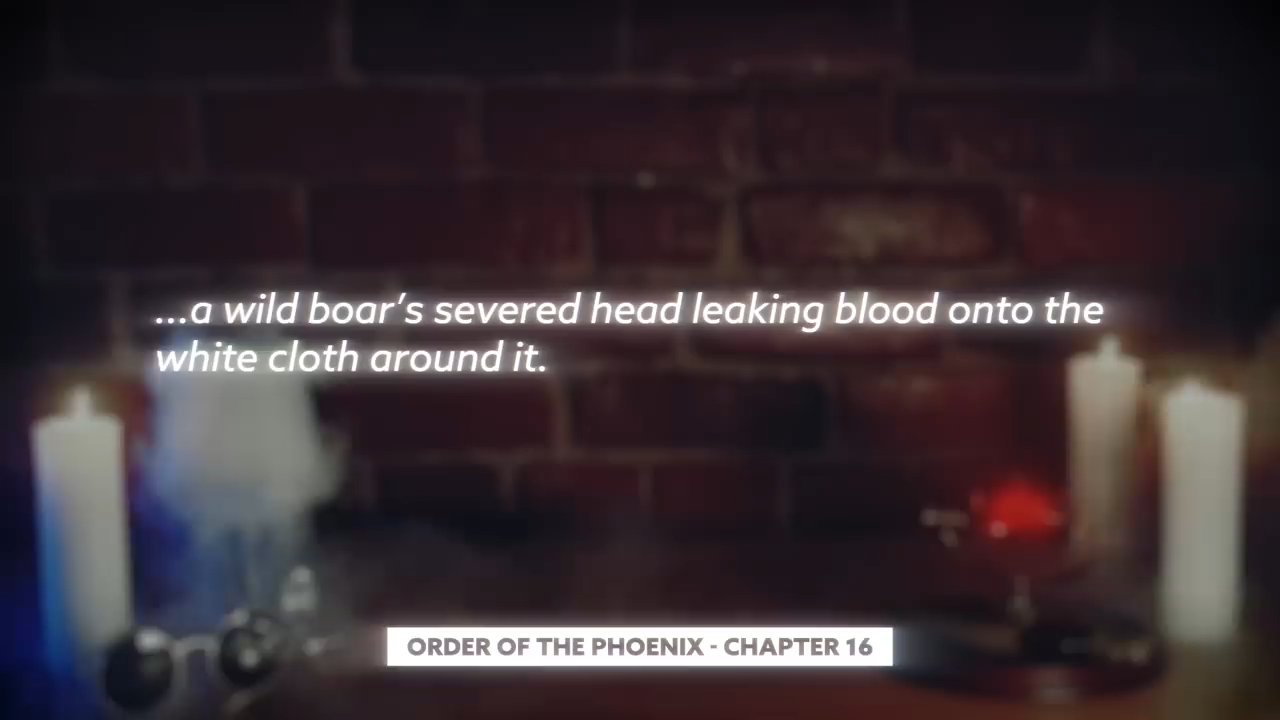 ...a wild boar’s severed head leaking blood onto the
white cloth around it.
ORDER OF THE PHOENIX - CHAPTER 16